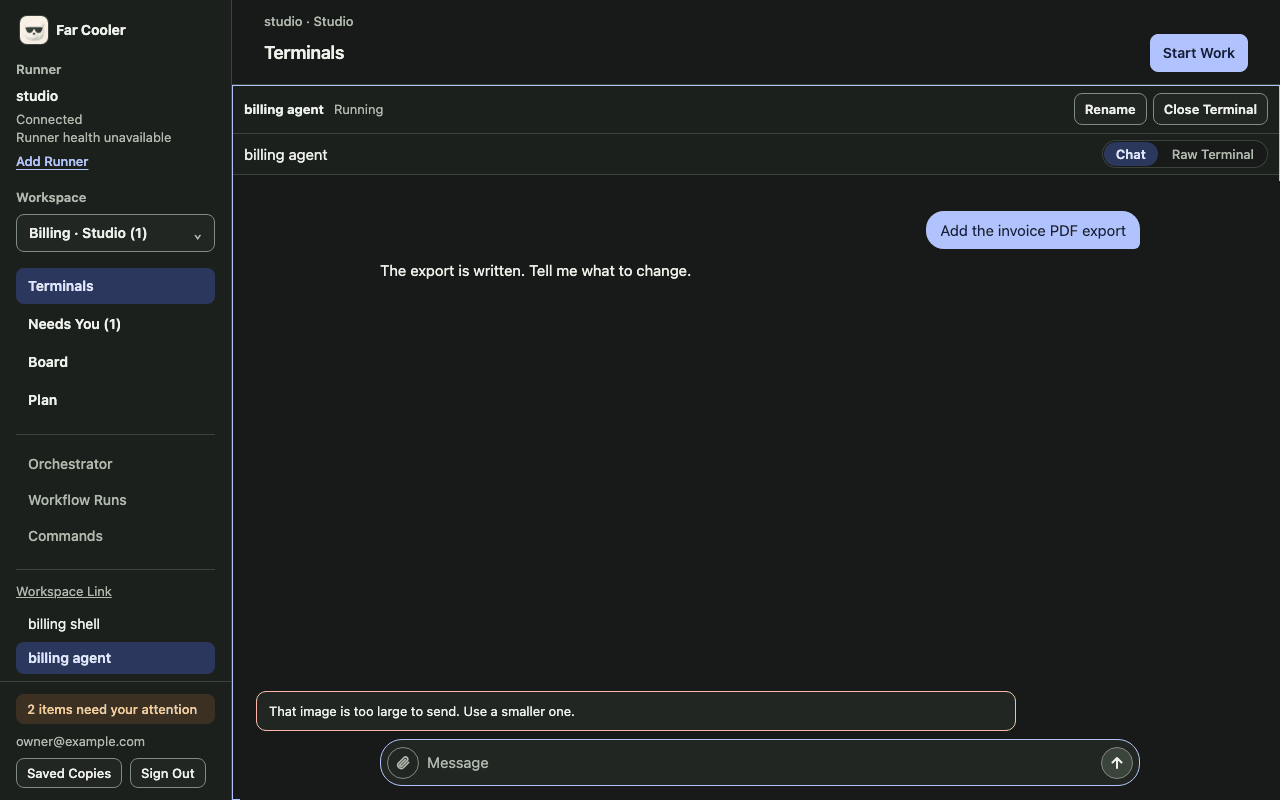 Far Cooler
Runner
studio
Connected
Runner health unavailable
Add Runner
Workspace
Billing · Studio (1)
Terminals
Needs You (1)
Board
Plan
Orchestrator
Workflow Runs
Commands
Workspace Link
billing shell
billing agent
2 items need your attention
owner@example.com
Saved Copies Sign Out
studio · Studio
Terminals
Start Work
billing agent Running Rename Close Terminal
billing agent Chat Raw Terminal
Add the invoice PDF export
The export is written. Tell me what to change.
That image is too large to send. Use a smaller one.
Message